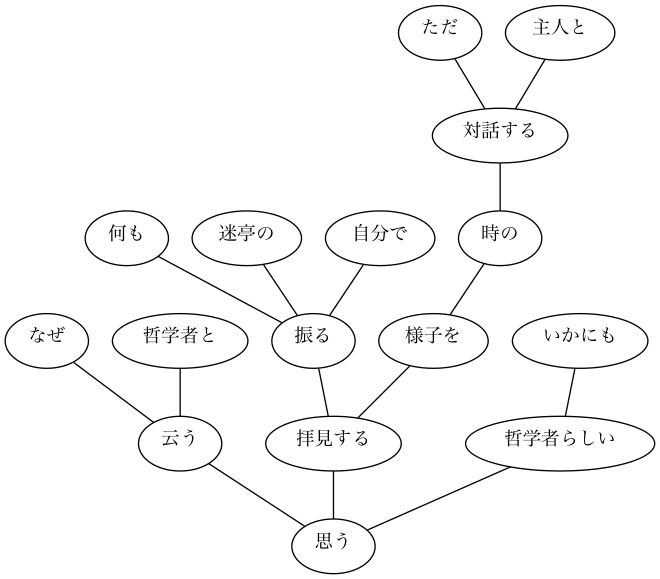 ただ 主人と
対話する
何も 迷亭の 自分で 時の
なぜ 哲学者と 振る 様子を いかにも
云う 拝見する 哲学者らしい
思う